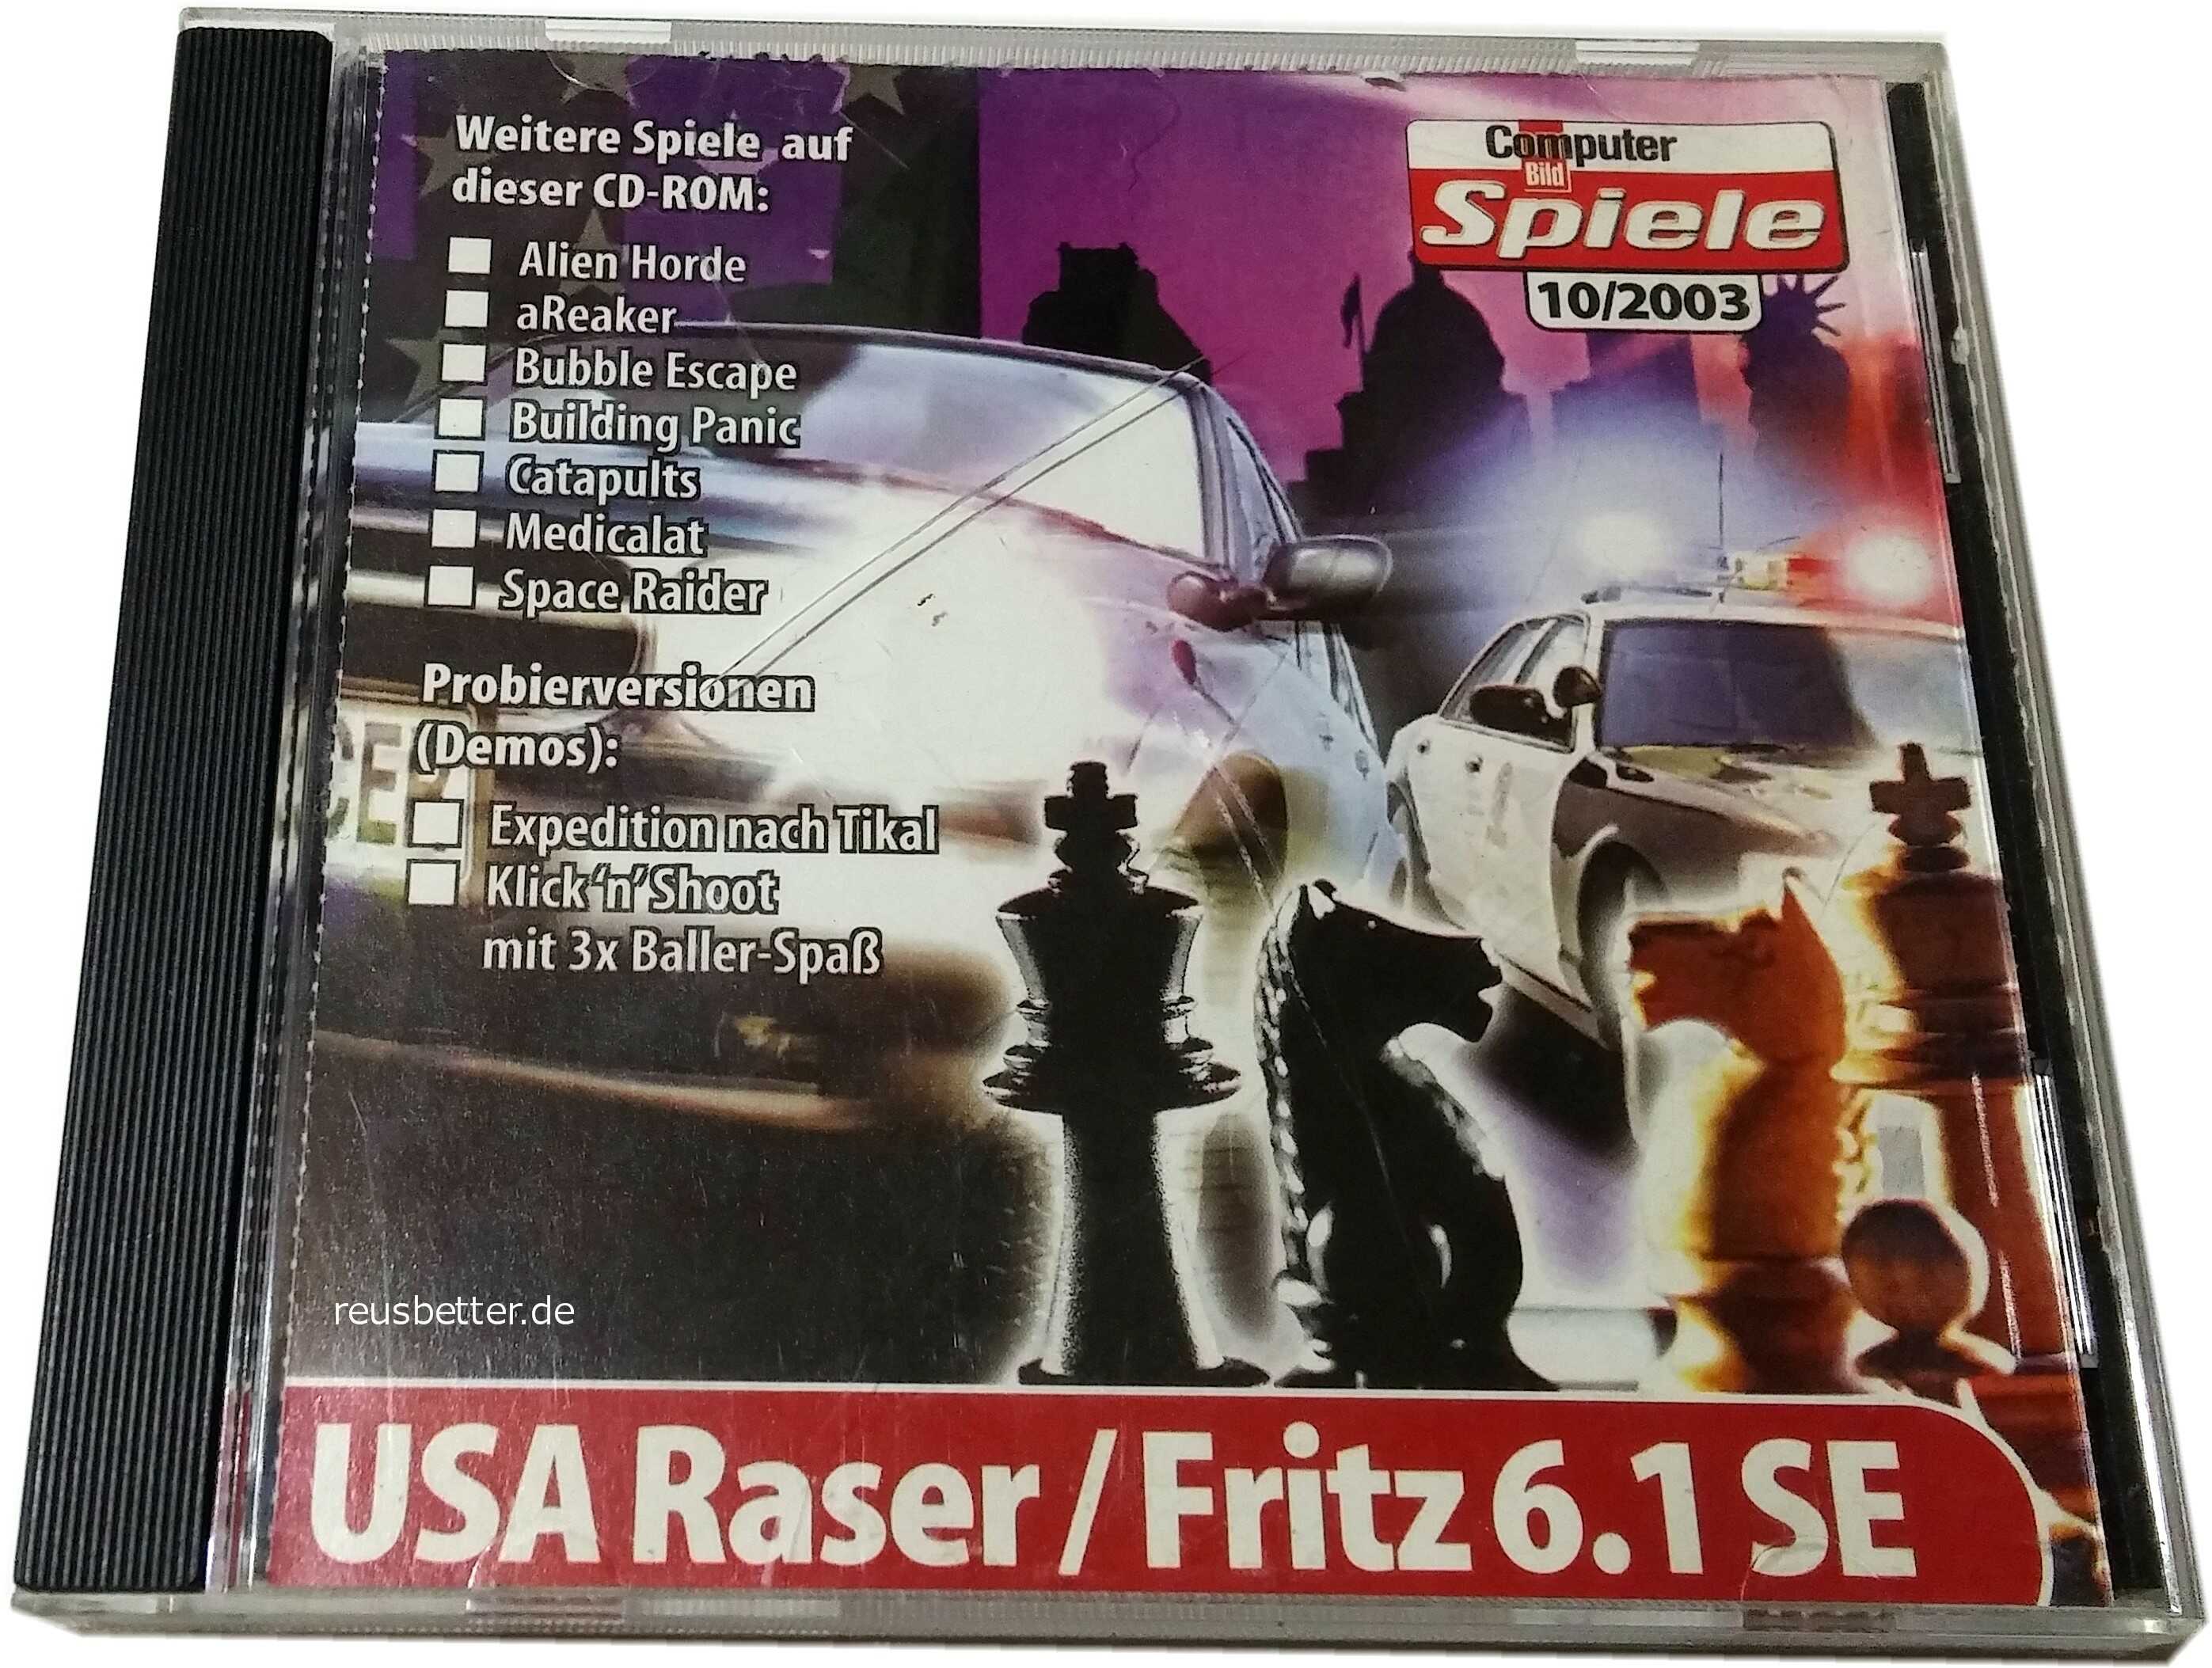 Weitere Spiele auf
dieser CD-ROM:
Alien Horde
aReaker
Bubble Escape
Building Panic
Catapults
Medicalat
Space Raider
Probierversionen
(Demos):
Expedition nach Tikal
Klick‘n’Shoot
mit 3x Baller-Spaß
Computer
Bild
Spiele
10/2003
reusbetter.de
USA Raser / Fritz 6.1 SE